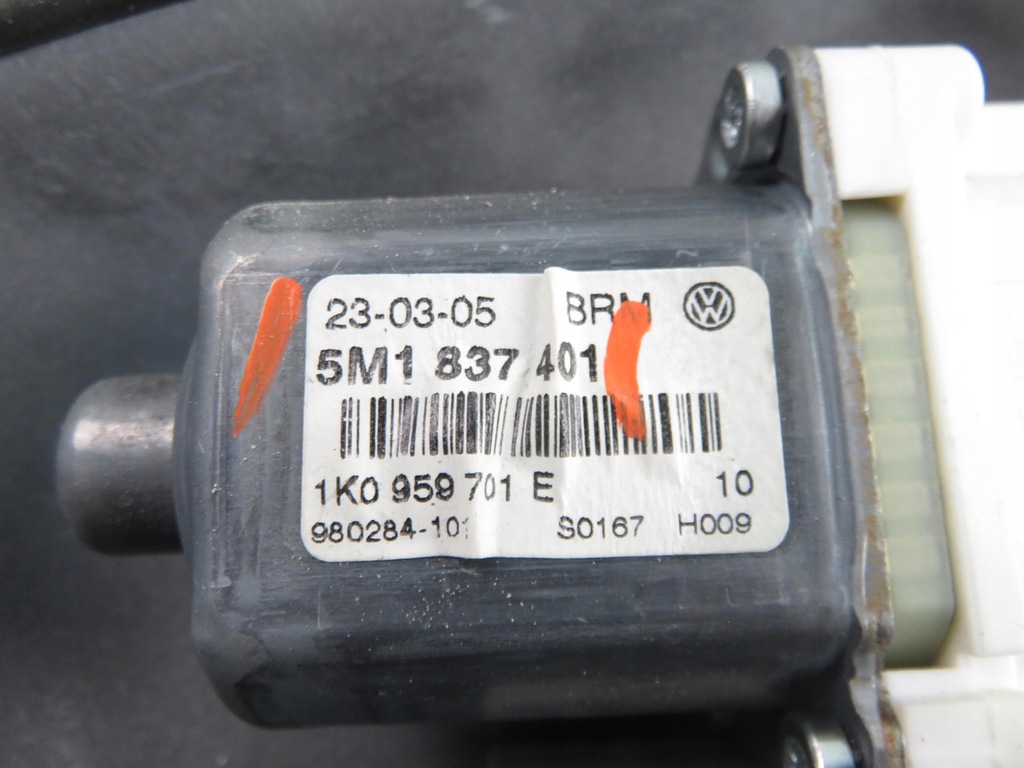 23-03-05 BRM
5M1 837 401
1K0 959 701 E 10
980284-101 S0167 H009